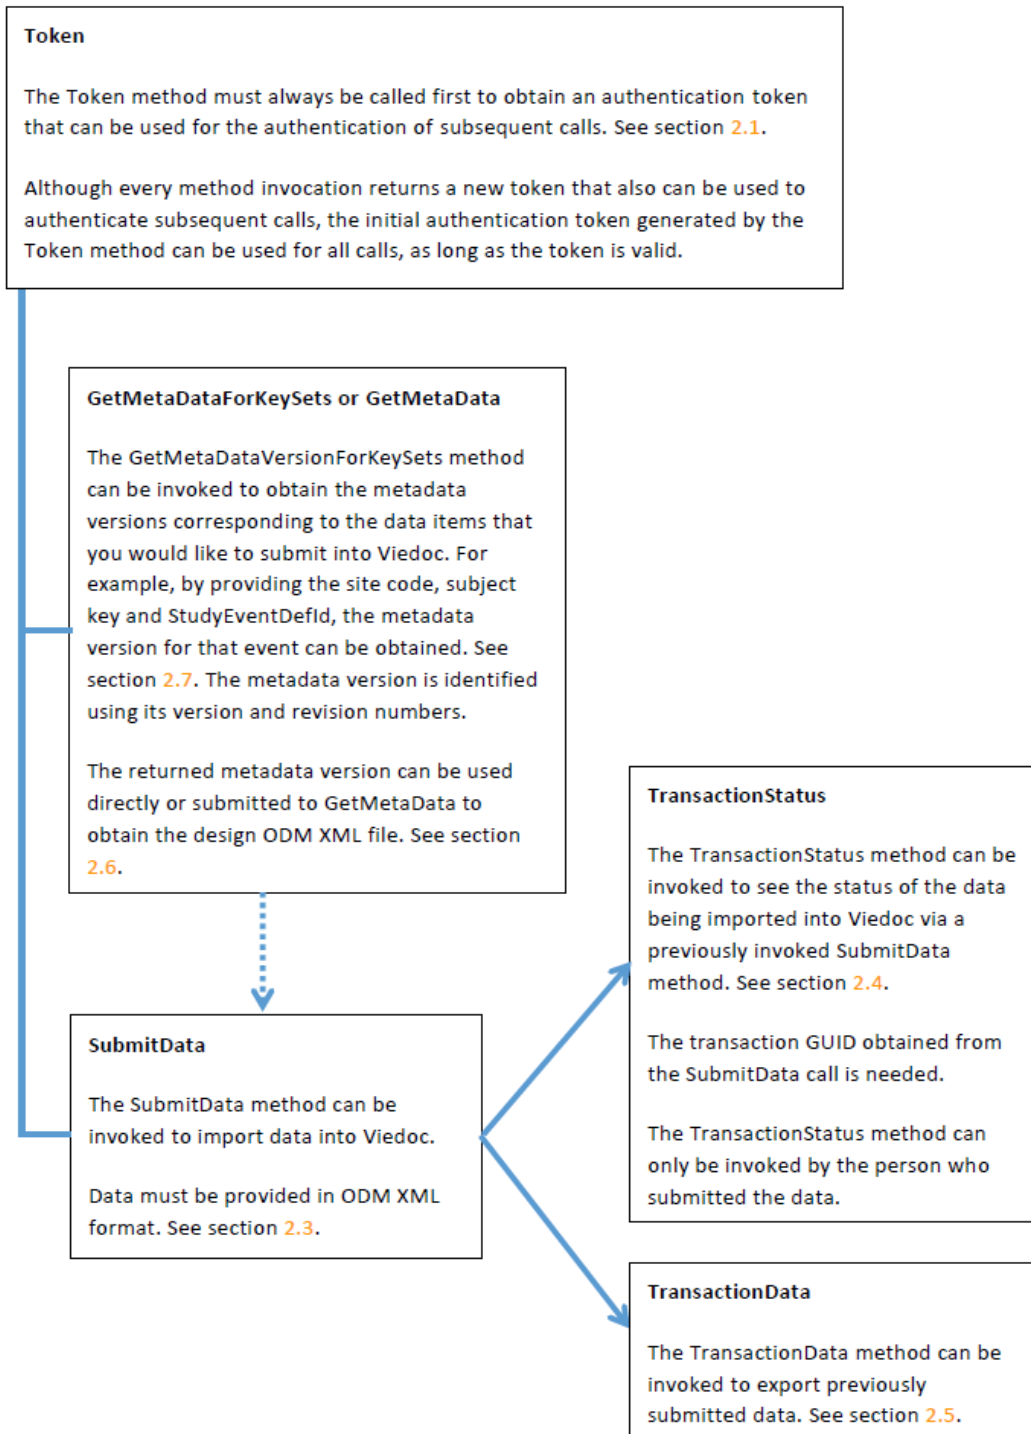 Token
The Token method must always be called first to obtain an authentication token
that can be used for the authentication of subsequent calls. See section 2.1.
Although every method invocation returns a new token that also can be used to
authenticate subsequent calls, the initial authentication token generated by the
Token method can be used for all calls, as long as the token is valid.
GetMetaDataForKeySets or GetMetaData
The GetMetaDataVersionForKeySets method
can be invoked to obtain the metadata
versions corresponding to the data items that
you would like to submit into Viedoc. For
example, by providing the site code, subject
key and StudyEventDefId, the metadata
version for that event can be obtained. See
section 2.7. The metadata version is identified
using its version and revision numbers.
The returned metadata version can be used
directly or submitted to GetMetaData to
obtain the design ODM XML file. See section
2.6.
SubmitData
The SubmitData method can be
invoked to import data into Viedoc.
Data must be provided in ODM XML
format. See section 2.3.
TransactionStatus
The TransactionStatus method can be
invoked to see the status of the data
being imported into Viedoc via a
previously invoked SubmitData
method. See section 2.4.
The transaction GUID obtained from
the SubmitData call is needed.
The TransactionStatus method can
only be invoked by the person who
submitted the data.
TransactionData
The TransactionData method can be
invoked to export previously
submitted data. See section 2.5.